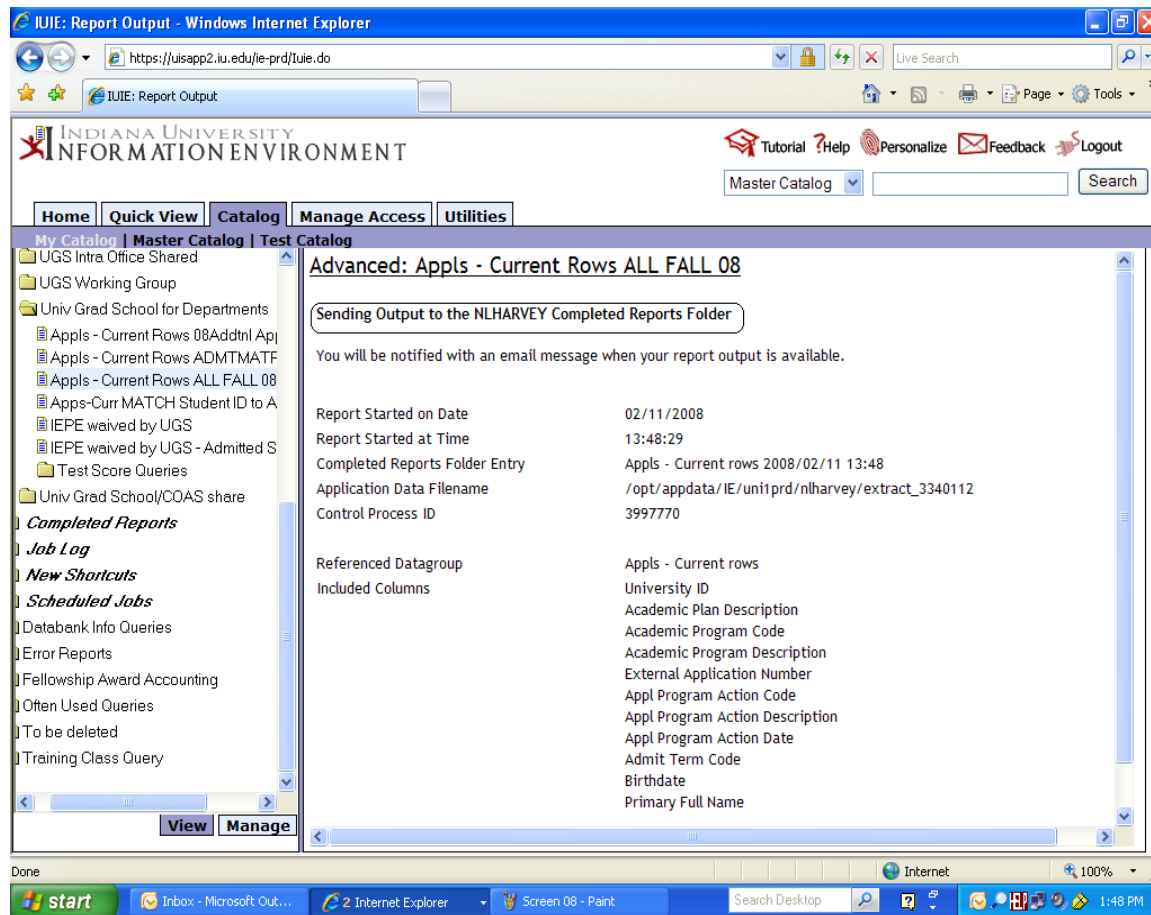 IUIE: Report Output - Windows Internet Explorer
https://uisapp2.iu.edu/ie-prd/Iuie.do
Live Search
IUIE: Report Output
Page
Tools
INDIANA UNIVERSITY
INFORMATION ENVIRONMENT
Tutorial
Help
Personalize
Feedback
Logout
Master Catalog
Search
Home
Quick View
Catalog
Manage Access
Utilities
My Catalog | Master Catalog | Test Catalog
UGS Intra Office Shared
UGS Working Group
Univ Grad School for Departments
Appls - Current Rows 08Addtnl App
Appls - Current Rows ADMTMATF
Appls - Current Rows ALL FALL 08
Apps-Curr MATCH Student ID to A
IEPE waived by UGS
IEPE waived by UGS - Admitted S
Test Score Queries
Univ Grad School/COAS share
Completed Reports
Job Log
New Shortcuts
Scheduled Jobs
Databank Info Queries
Error Reports
Fellowship Award Accounting
Often Used Queries
To be deleted
Training Class Query
View
Manage
Advanced: Appls - Current Rows ALL FALL 08
Sending Output to the NLHARVEY Completed Reports Folder
You will be notified with an email message when your report output is available.
Report Started on Date 02/11/2008
Report Started at Time 13:48:29
Completed Reports Folder Entry Appls - Current rows 2008/02/11 13:48
Application Data Filename /opt/appdata/IE/uni1prd/nlharvey/extract_3340112
Control Process ID 3997770
Referenced Datagroup Appls - Current rows
Included Columns University ID
Academic Plan Description
Academic Program Code
Academic Program Description
External Application Number
Appl Program Action Code
Appl Program Action Description
Appl Program Action Date
Admit Term Code
Birthdate
Primary Full Name
Done
Internet
100%
start
Inbox - Microsoft Out...
2 Internet Explorer
Screen 08 - Paint
Search Desktop
1:48 PM